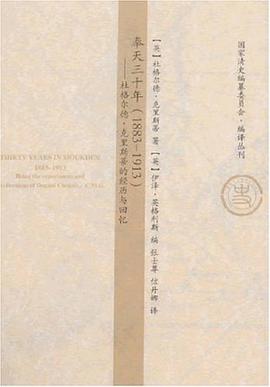 国家清史编纂委员会·编译丛刊
【英】杜格尔德·克里斯蒂 著 【英】伊泽·英格利斯 编 张士尊 信丹娜 译
奉天三十年(1883–1913)
——杜格尔德·克里斯蒂的经历与回忆
THIRTY YEARS IN MOUKDEN
1883-1913
Being the experiences and
recollections of Dugald Christie, C.M.G.
史